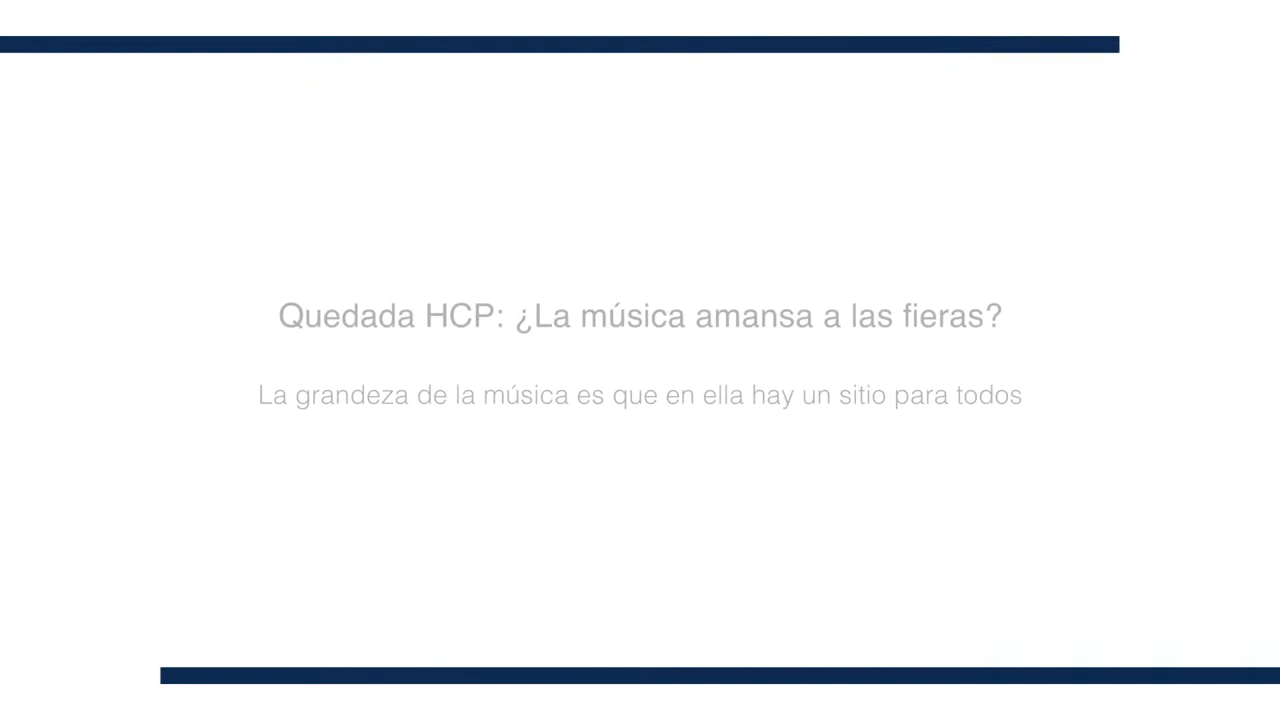 Quedada HCP: ¿La música amansa a las fieras?
La grandeza de la música es que en ella hay un sitio para todos